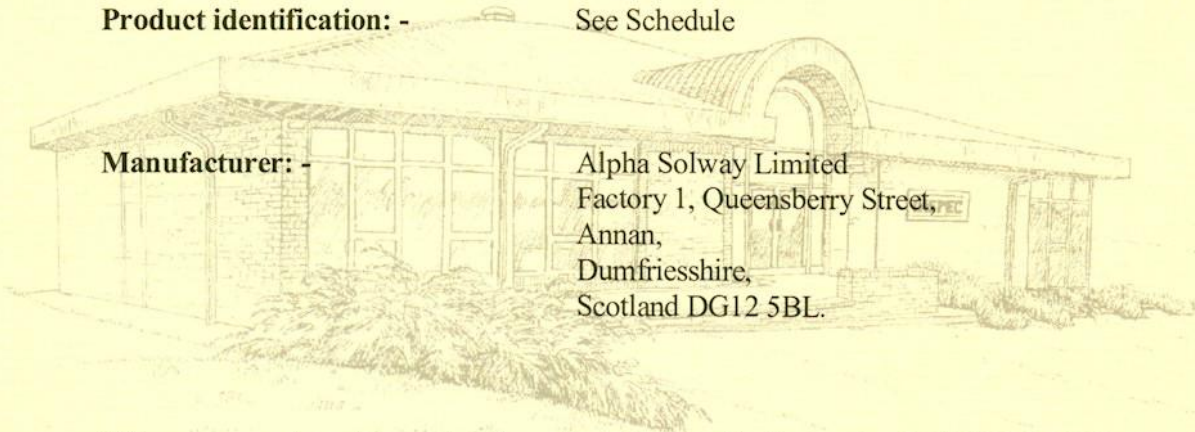 Product identification: - See Schedule
Manufacturer: - Alpha Solway Limited
Factory 1, Queensberry Street,
Annan,
Dumfriesshire,
Scotland DG12 5BL.